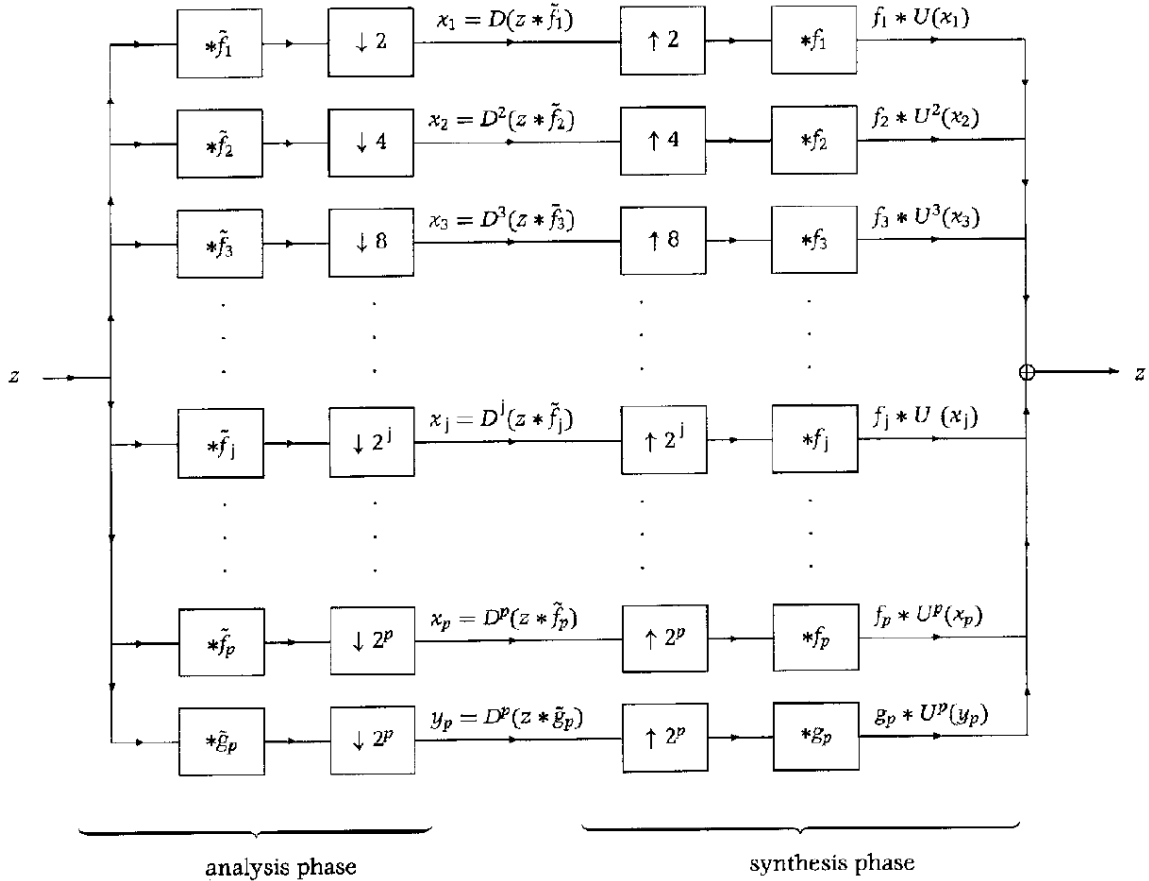 *f̃₁ ↓ 2 x₁ = D(z * f̃₁) ↑ 2 *f₁ f₁ * U(x₁)
*f̃₂ ↓ 4 x₂ = D²(z * f̃₂) ↑ 4 *f₂ f₂ * U²(x₂)
*f̃₃ ↓ 8 x₃ = D³(z * f̃₃) ↑ 8 *f₃ f₃ * U³(x₃)
z ⊕ z
*f̃ⱼ ↓ 2ʲ xⱼ = Dʲ(z * f̃ⱼ) ↑ 2ʲ *fⱼ fⱼ * U (xⱼ)
*f̃ₚ ↓ 2ᵖ xₚ = Dᵖ(z * f̃ₚ) ↑ 2ᵖ *fₚ fₚ * Uᵖ(xₚ)
*g̃ₚ ↓ 2ᵖ yₚ = Dᵖ(z * g̃ₚ) ↑ 2ᵖ *gₚ gₚ * Uᵖ(yₚ)
analysis phase synthesis phase